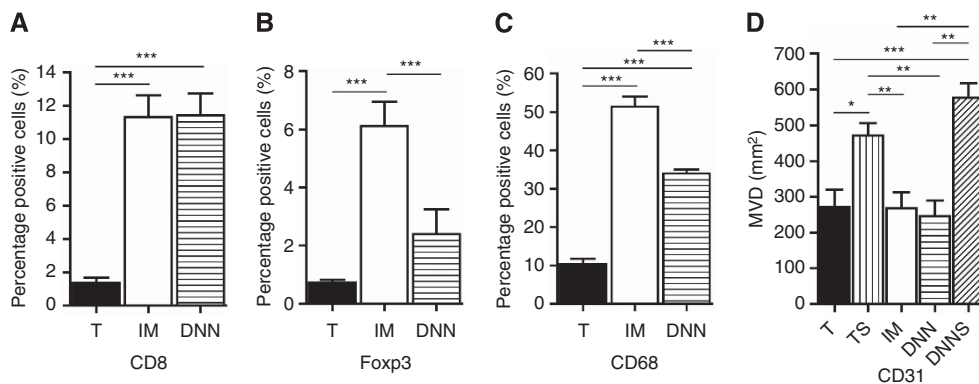 A
Percentage positive cells (%)
14
12
10
8
6
4
2
0
***
***
T IM DNN
CD8
B
Percentage positive cells (%)
8
6
4
2
0
*** ***
T IM DNN
Foxp3
C
Percentage positive cells (%)
60
50
40
30
20
10
0
***
***
***
T IM DNN
CD68
D
MVD (mm²)
700
600
500
400
300
200
100
0
**
*** **
**
* **
T TS IM DNN DNNS
CD31